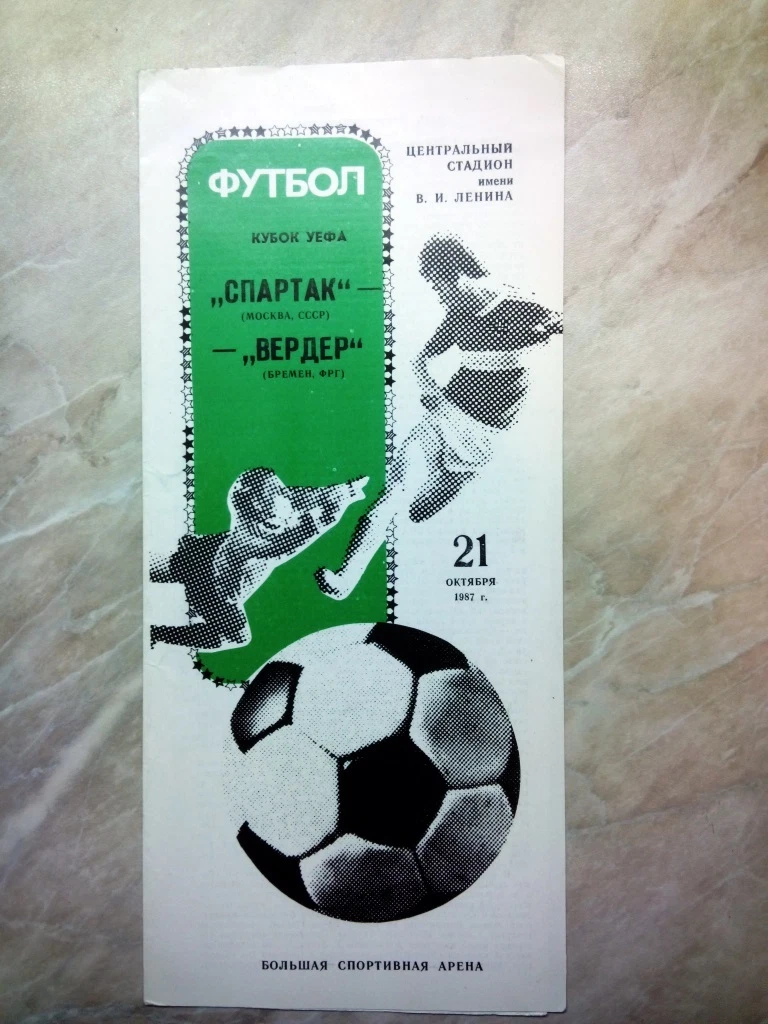 ФУТБОЛ
КУБОК УЕФА
„СПАРТАК“ —
(МОСКВА, СССР)
— „ВЕРДЕР“
(БРЕМЕН, ФРГ)
ЦЕНТРАЛЬНЫЙ
СТАДИОН
имени
В. И. ЛЕНИНА
21
ОКТЯБРЯ
1987 г.
БОЛЬШАЯ СПОРТИВНАЯ АРЕНА